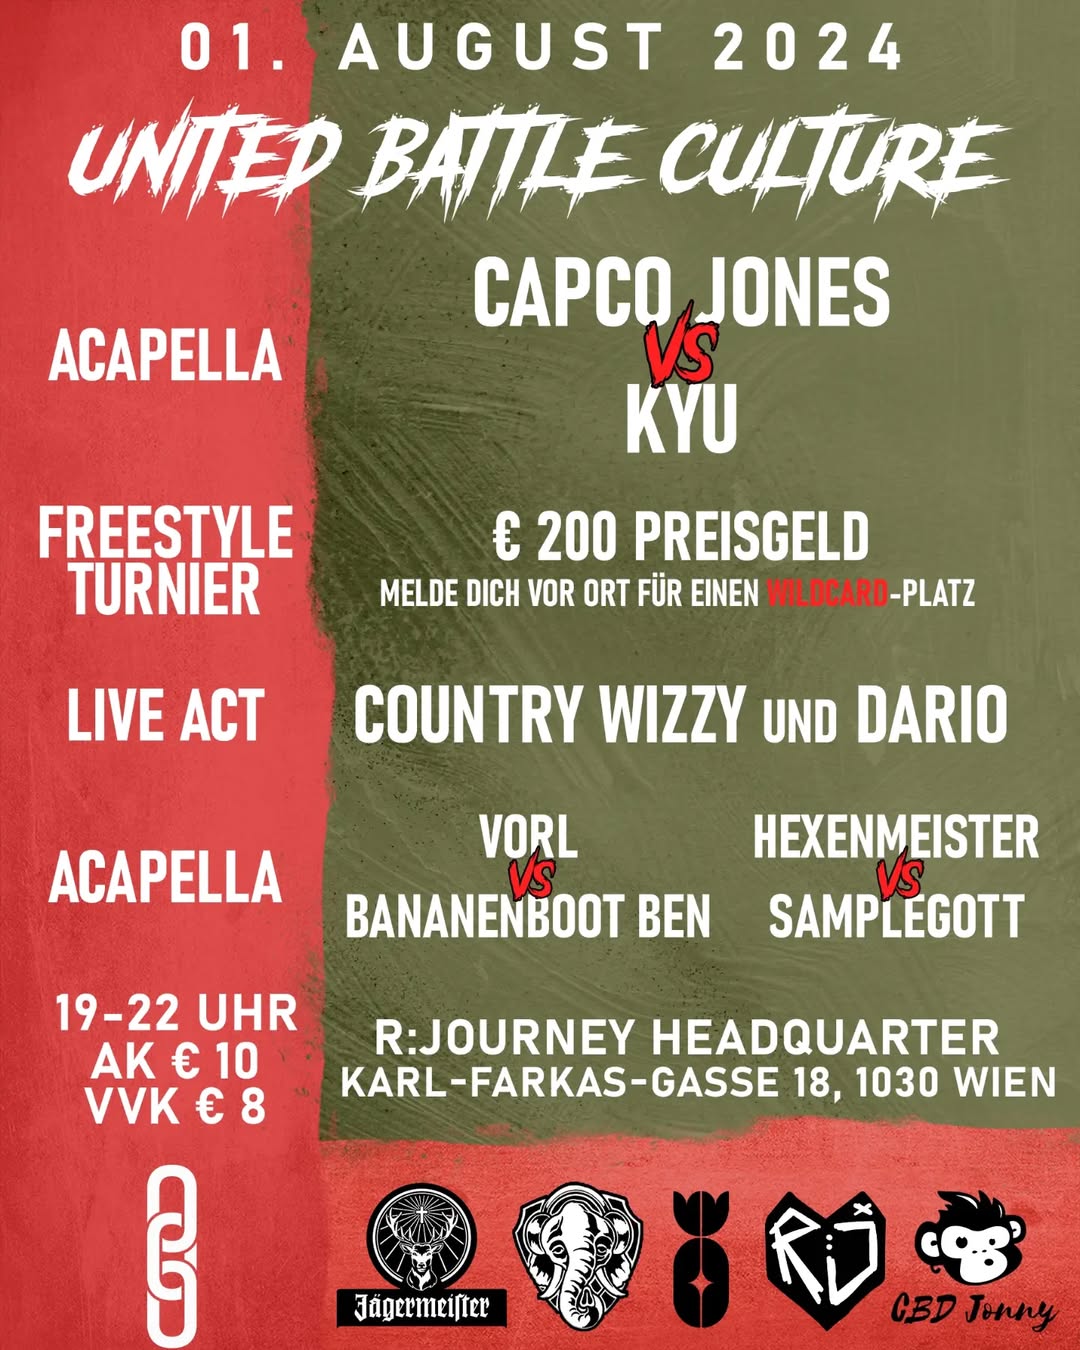 01. AUGUST 2024
UNITED BATTLE CULTURE
ACAPELLA
CAPCO JONES
VS
KYU
FREESTYLE
TURNIER
€ 200 PREISGELD
MELDE DICH VOR ORT FÜR EINEN WILDCARD-PLATZ
LIVE ACT
COUNTRY WIZZY UND DARIO
ACAPELLA
VORL
VS
BANANENBOOT BEN
HEXENMEISTER
VS
SAMPLEGOTT
19-22 UHR
AK € 10
VVK € 8
R:JOURNEY HEADQUARTER
KARL-FARKAS-GASSE 18, 1030 WIEN
Jägermeiſter
R:J
CBD Jonny